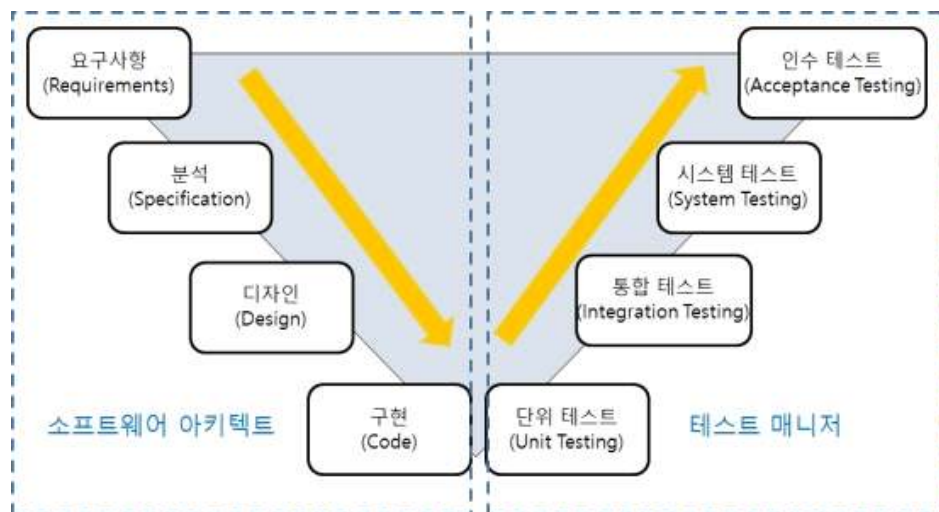 요구사항
(Requirements)
인수 테스트
(Acceptance Testing)
분석
(Specification)
시스템 테스트
(System Testing)
디자인
(Design)
통합 테스트
(Integration Testing)
소프트웨어 아키텍트
구현
(Code)
단위 테스트
(Unit Testing)
테스트 매니저